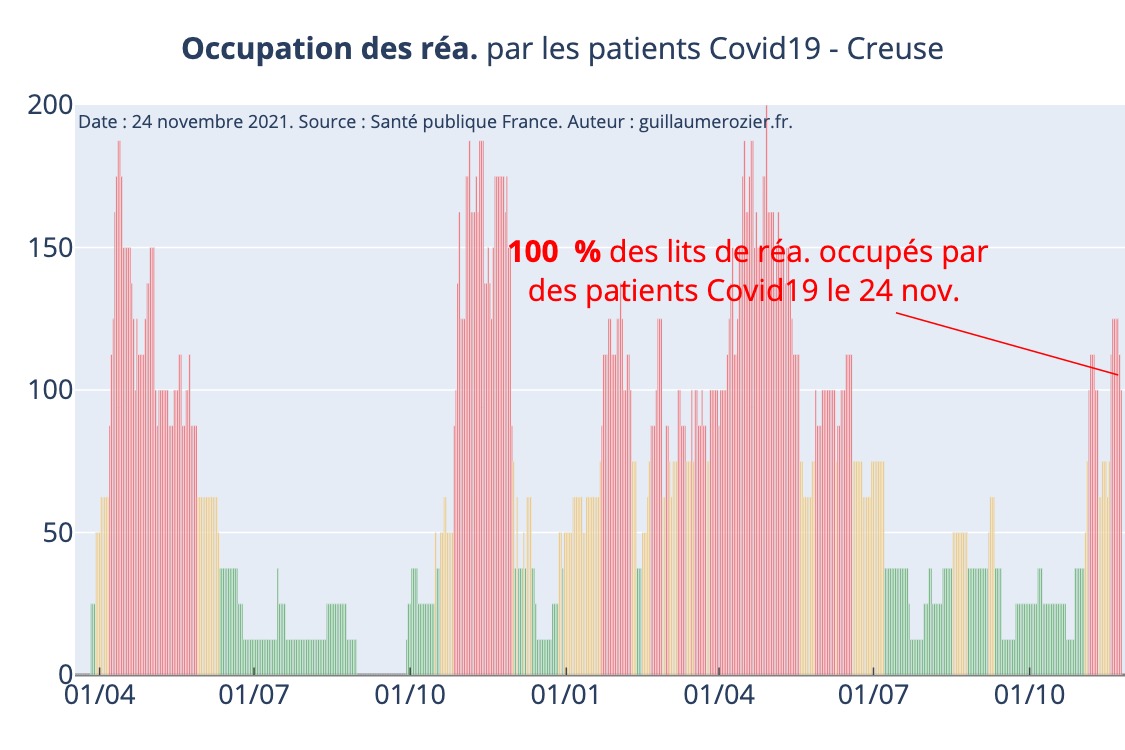 Occupation des réa. par les patients Covid19 - Creuse
200
Date : 24 novembre 2021. Source : Santé publique France. Auteur : guillaumerozier.fr.
150
100  % des lits de réa. occupés par
des patients Covid19 le 24 nov.
100
50
0
01/04 01/07 01/10 01/01 01/04 01/07 01/10